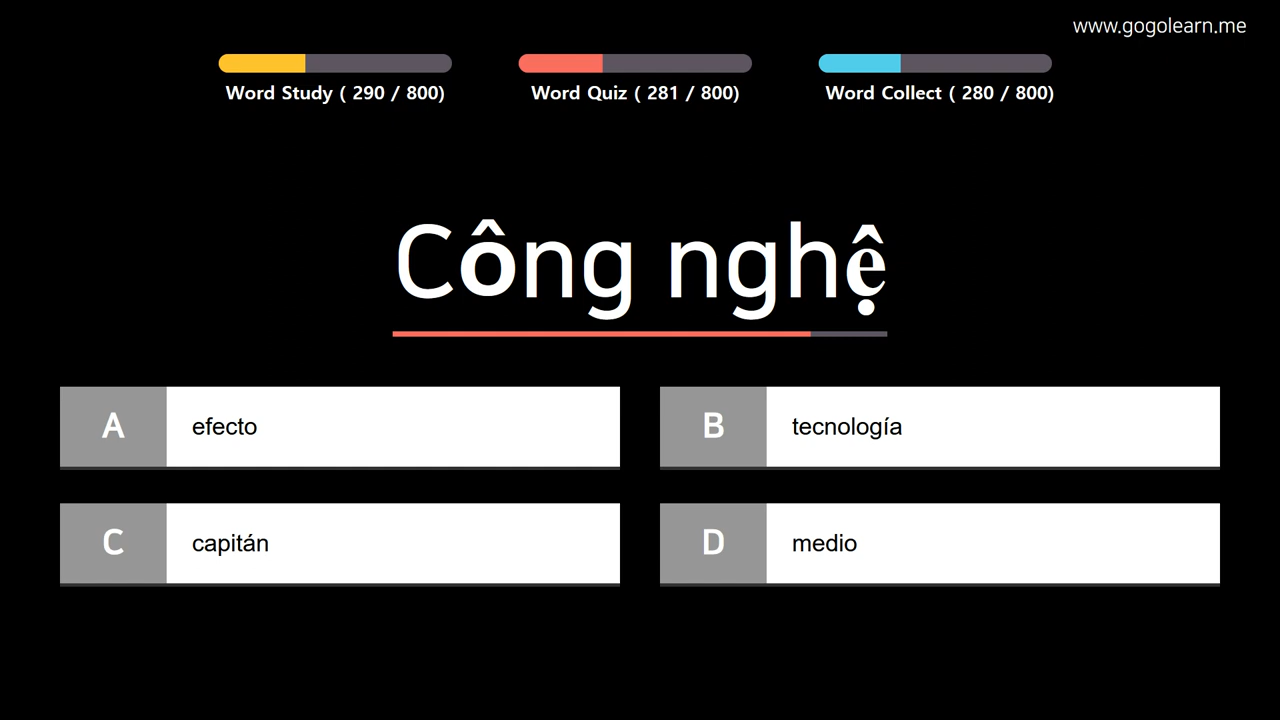 www.gogolearn.me
Word Study ( 290 / 800)
Word Quiz ( 281 / 800)
Word Collect ( 280 / 800)
Công nghệ
A efecto
B tecnología
C capitán
D medio